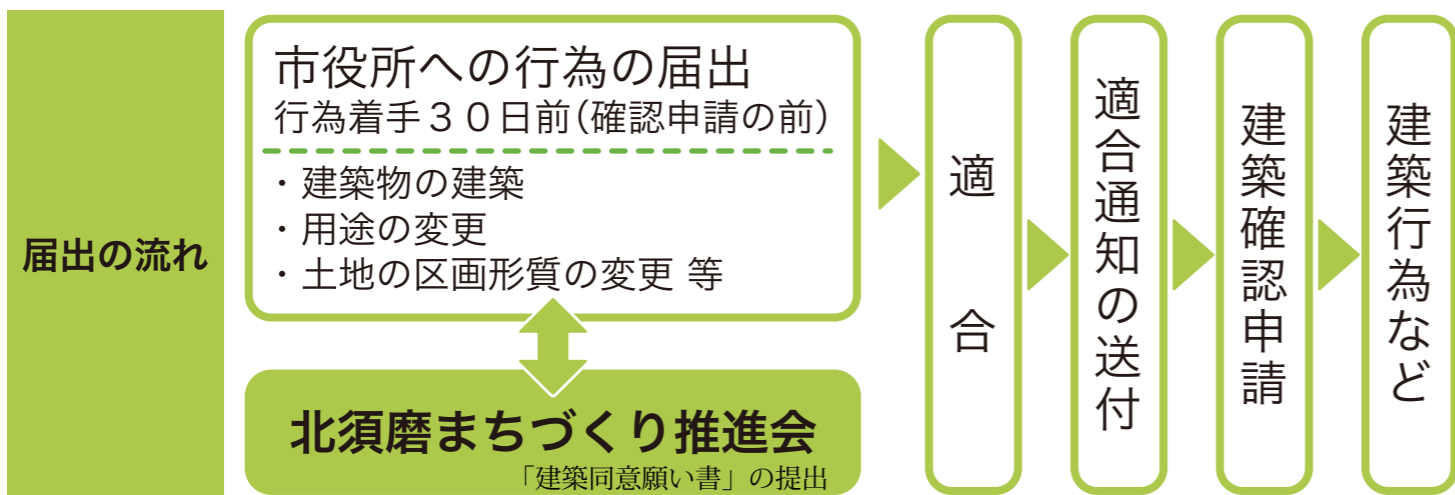 届出の流れ
市役所への行為の届出
行為着手３０日前(確認申請の前)
・建築物の建築
・用途の変更
・土地の区画形質の変更 等
北須磨まちづくり推進会
「建築同意願い書」の提出
適合
適合通知の送付
建築確認申請
建築行為など